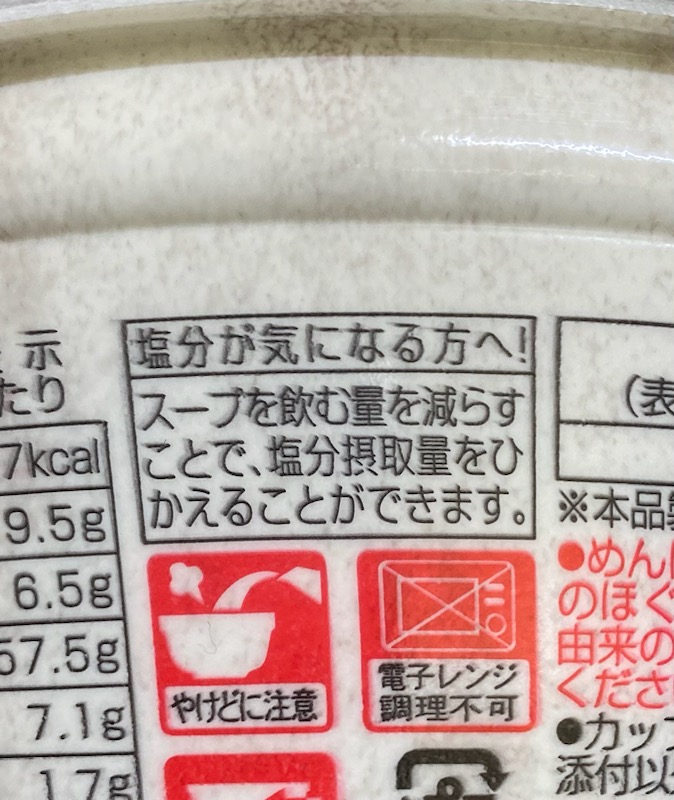 示
たり
7kcal
9.5g
6.5g
57.5g
7.1g
1.7g
塩分が気になる方へ!
スープを飲む量を減らす
ことで、塩分摂取量をひ
かえることができます。
やけどに注意
電子レンジ
調理不可
(表
※本品
●めん
のほぐ
由来の
くださ
●カッ
添付以